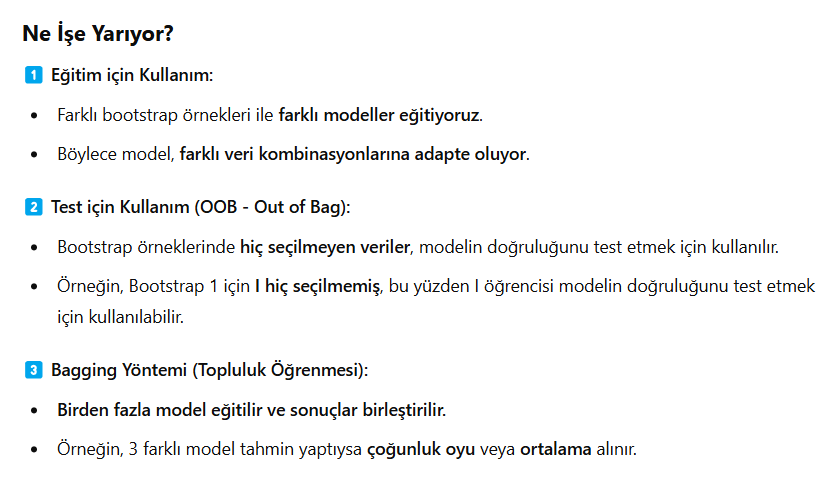 Ne İşe Yarıyor?
1 Eğitim için Kullanım:
• Farklı bootstrap örnekleri ile farklı modeller eğitiyoruz.
• Böylece model, farklı veri kombinasyonlarına adapte oluyor.
2 Test için Kullanım (OOB - Out of Bag):
• Bootstrap örneklerinde hiç seçilmeyen veriler, modelin doğruluğunu test etmek için kullanılır.
• Örneğin, Bootstrap 1 için I hiç seçilmemiş, bu yüzden I öğrencisi modelin doğruluğunu test etmek
için kullanılabilir.
3 Bagging Yöntemi (Topluluk Öğrenmesi):
• Birden fazla model eğitilir ve sonuçlar birleştirilir.
• Örneğin, 3 farklı model tahmin yaptıysa çoğunluk oyu veya ortalama alınır.